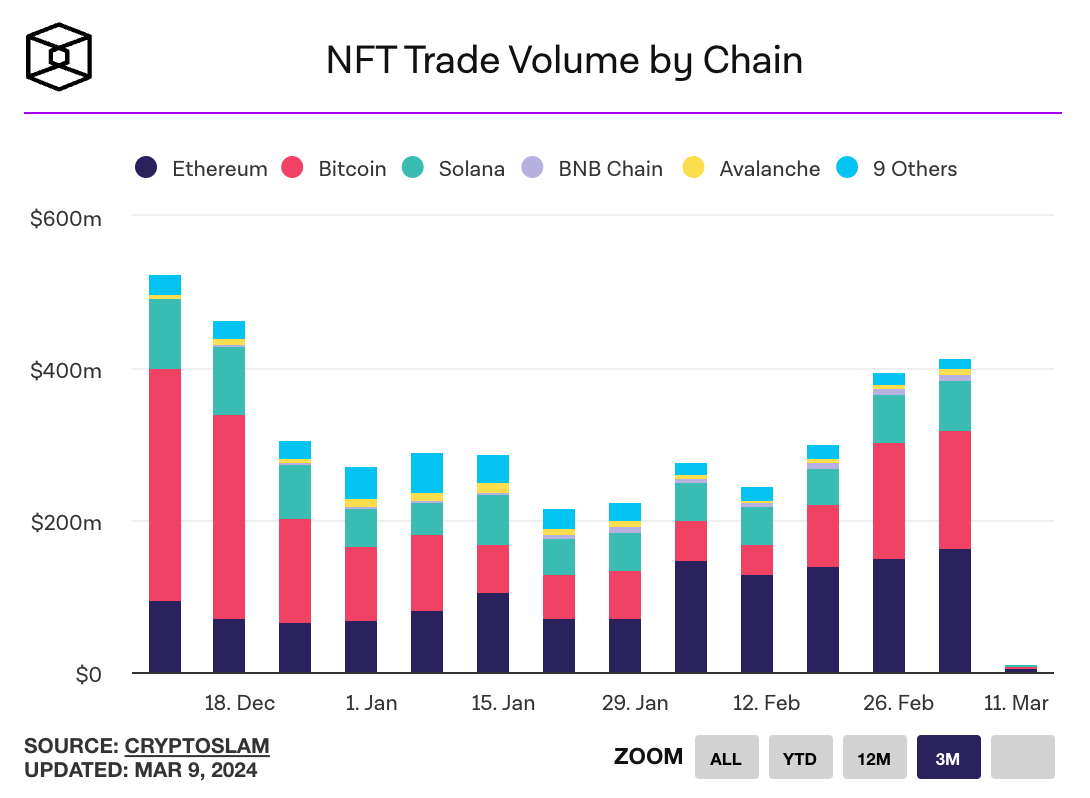 NFT Trade Volume by Chain
Ethereum Bitcoin Solana BNB Chain Avalanche 9 Others
$600m
$400m
$200m
$0
18. Dec 1. Jan 15. Jan 29. Jan 12. Feb 26. Feb 11. Mar
SOURCE: CRYPTOSLAM
UPDATED: MAR 9, 2024
ZOOM ALL YTD 12M 3M